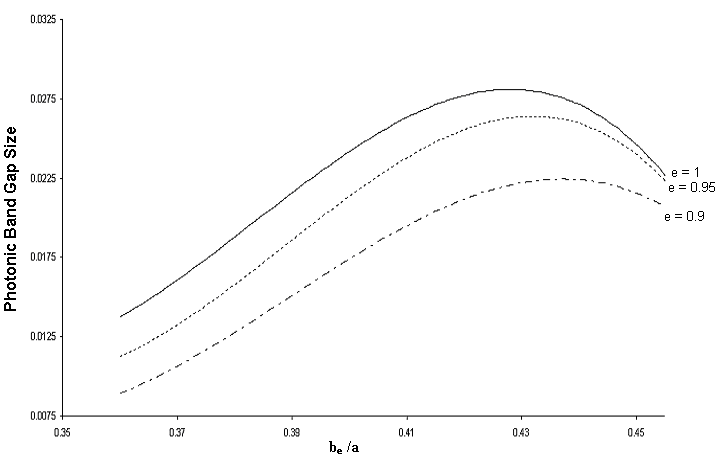 0.0325
0.0275
0.0225
0.0175
0.0125
0.0075
Photonic Band Gap Size
e = 1
e = 0.95
e = 0.9
0.35 0.37 0.39 0.41 0.43 0.45
be /a